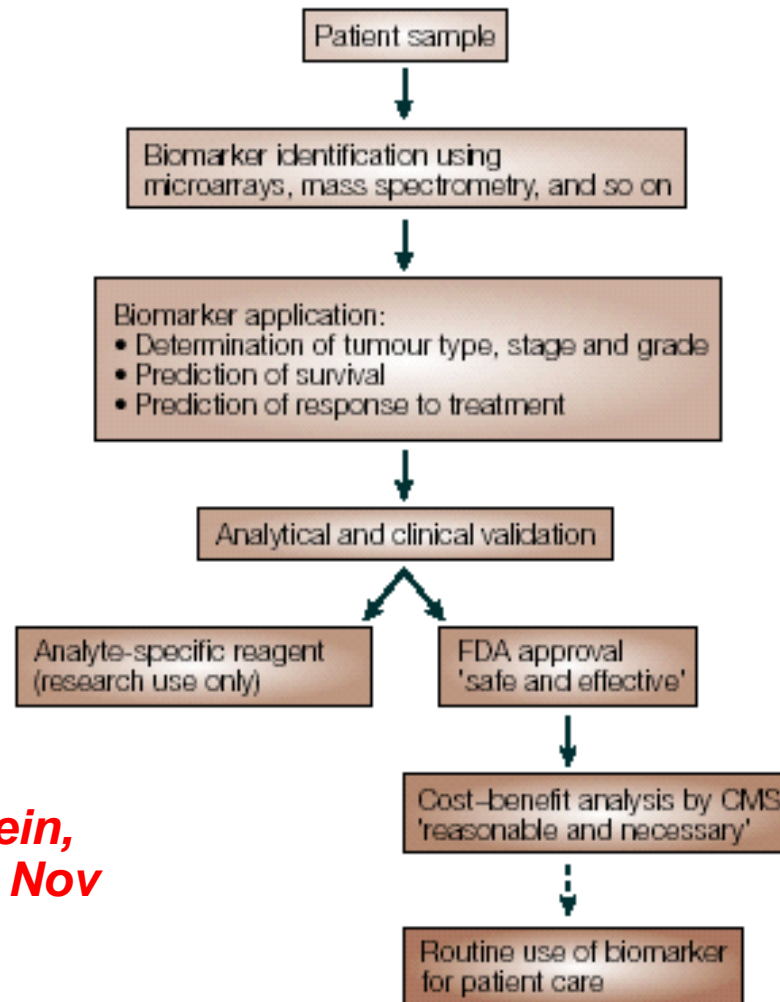 Patient sample
Biomarker identification using
microarrays, mass spectrometry, and so on
Biomarker application:
• Determination of tumour type, stage and grade
• Prediction of survival
• Prediction of response to treatment
Analytical and clinical validation
Analyte-specific reagent
(research use only)
FDA approval
'safe and effective'
Cost–benefit analysis by CMS
'reasonable and necessary'
Routine use of biomarker
for patient care
ein,
Nov